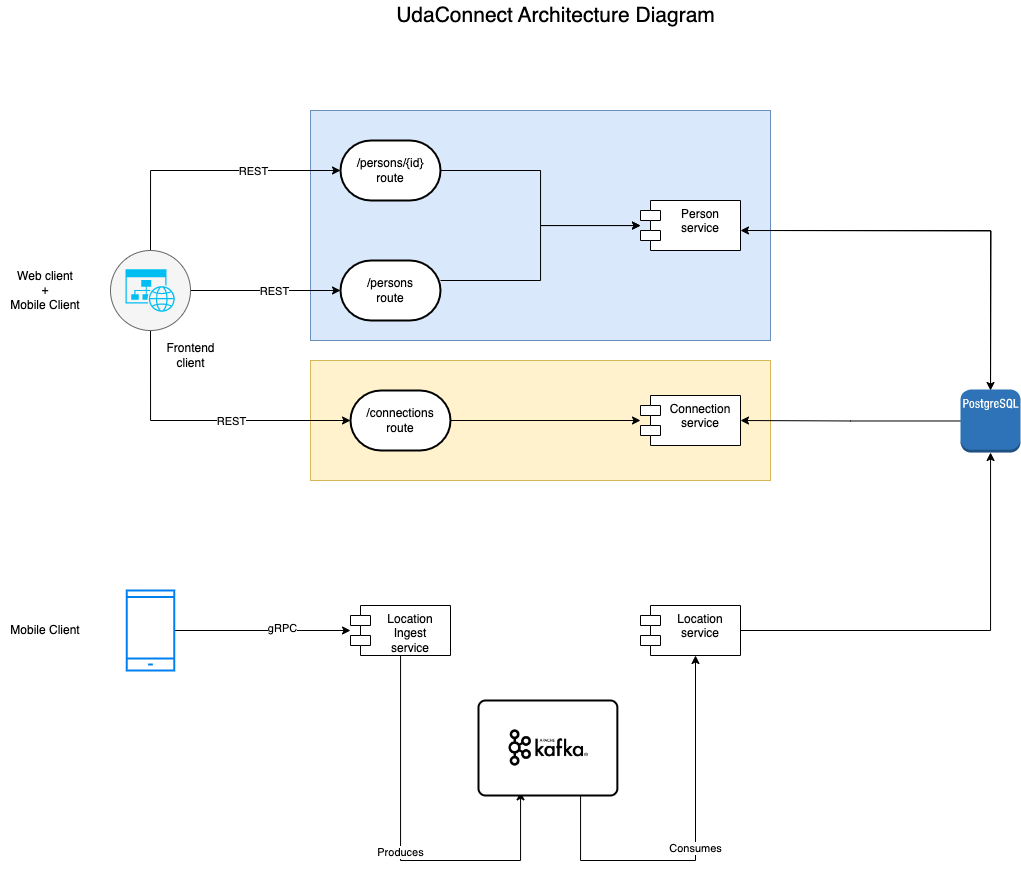 UdaConnect Architecture Diagram
/persons/{id}
route
REST
Person
service
Web client
+
Mobile Client
REST
/persons
route
Frontend
client
PostgreSQL
REST
/connections
route
Connection
service
Mobile Client
gRPC
Location
Ingest
service
Location
service
APACHE
kafka
Produces
Consumes